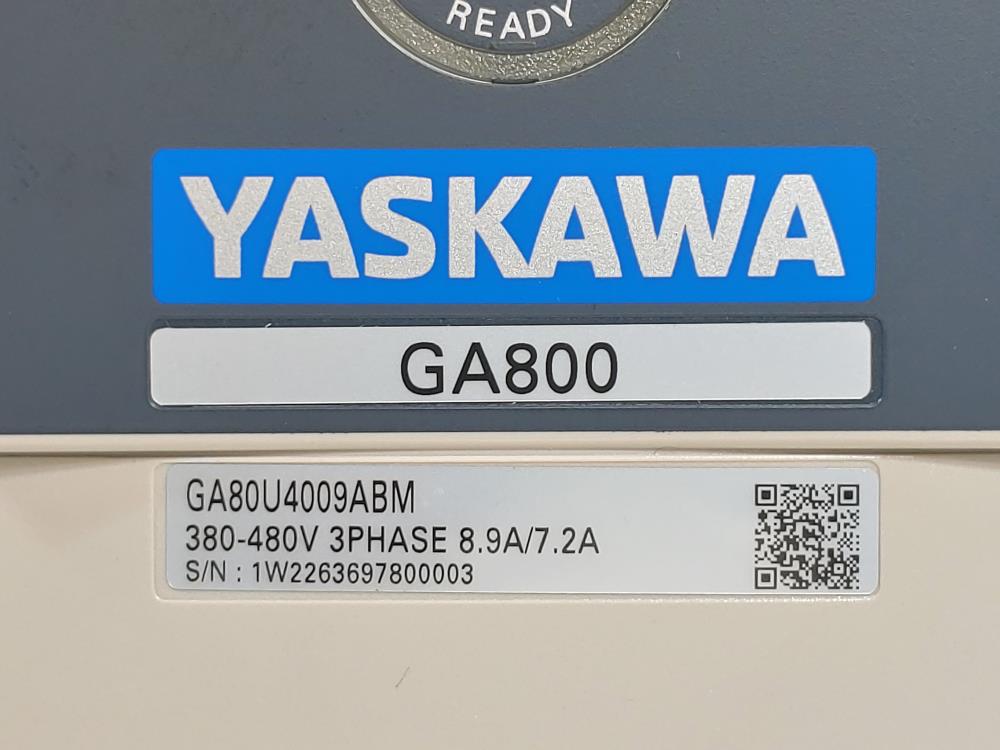 READY
YASKAWA
GA800
GA80U4009ABM
380-480V 3PHASE 8.9A/7.2A
S/N : 1W2263697800003